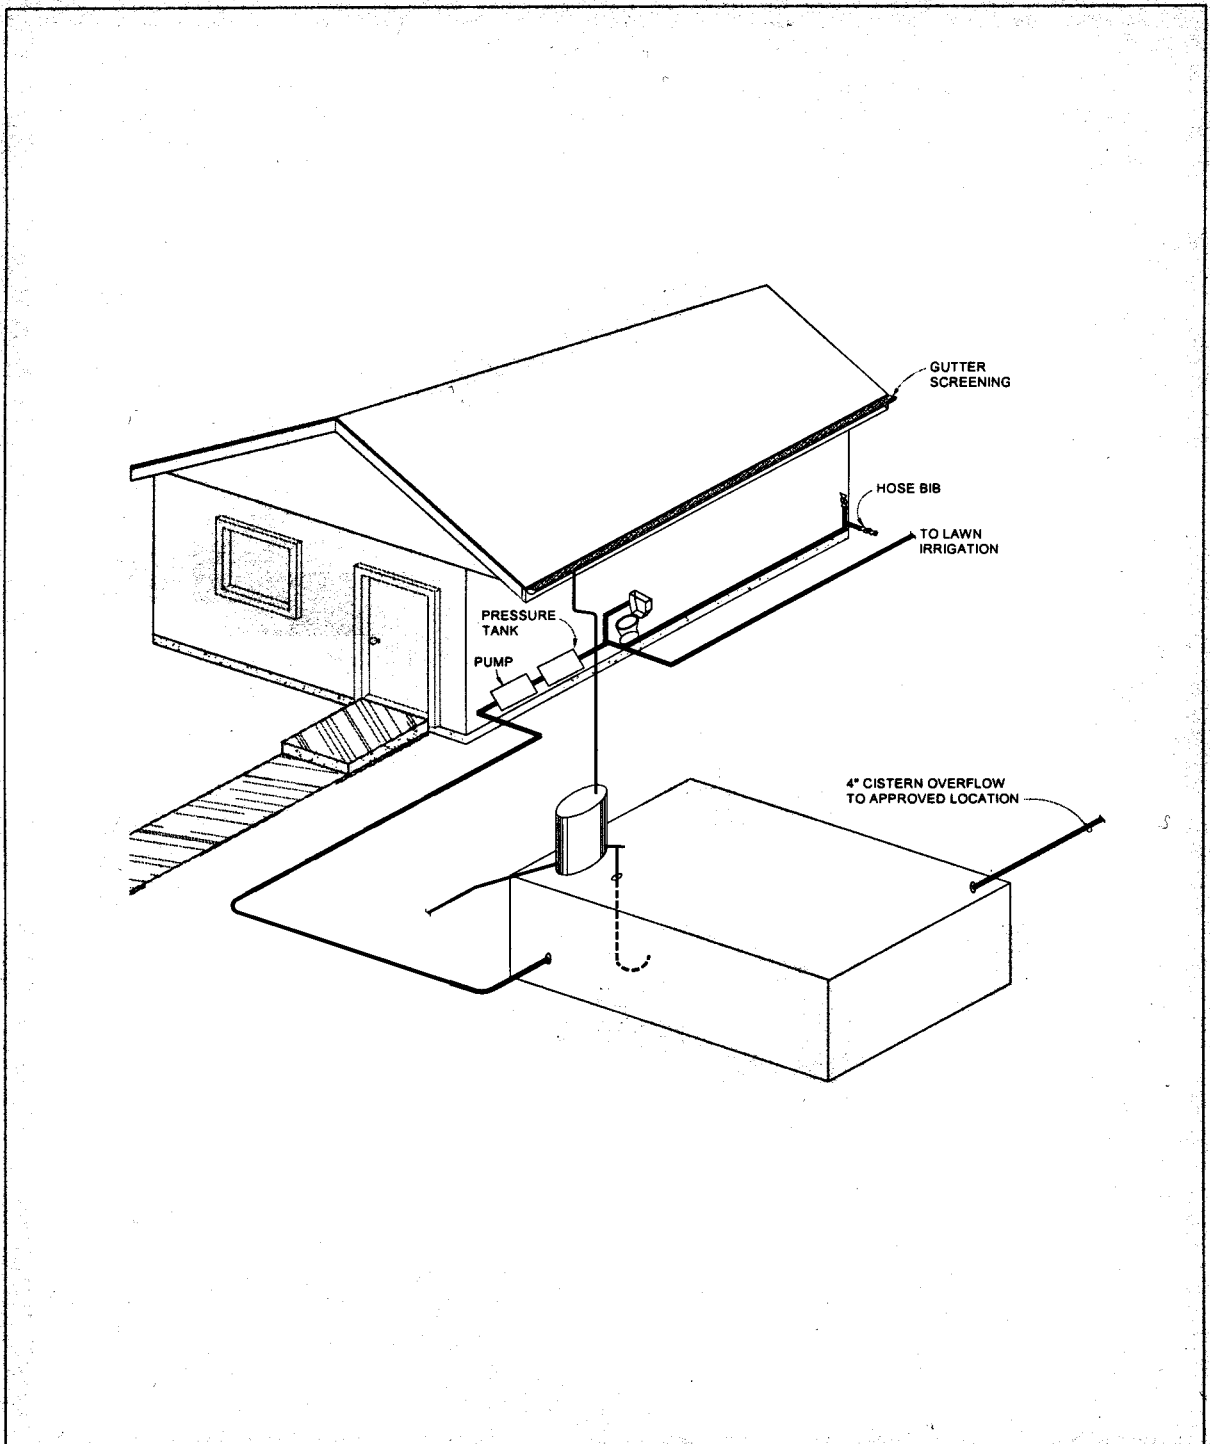 GUTTER
SCREENING
HOSE BIB
TO LAWN
IRRIGATION
PRESSURE
TANK
PUMP
4" CISTERN OVERFLOW
TO APPROVED LOCATION